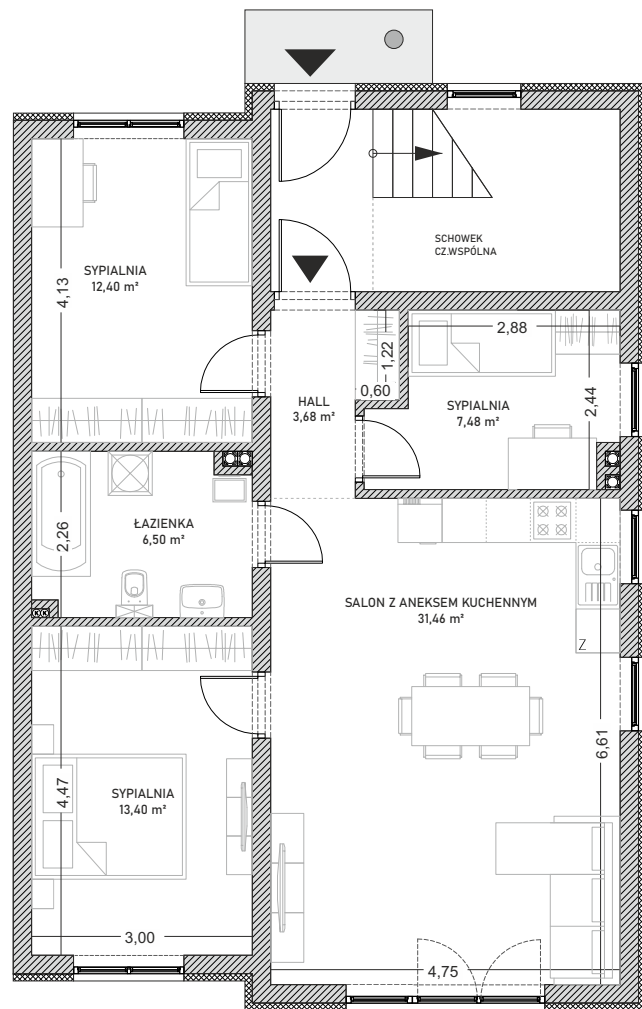 SCHOWEK
CZ.WSPÓLNA
SYPIALNIA
12,40 m²
4,13
2,88
1,22
0,60
HALL
3,68 m²
SYPIALNIA
7,48 m²
2,44
ŁAZIENKA
6,50 m²
2,26
SALON Z ANEKSEM KUCHENNYM
31,46 m²
Z
6,61
SYPIALNIA
13,40 m²
4,47
3,00
4,75